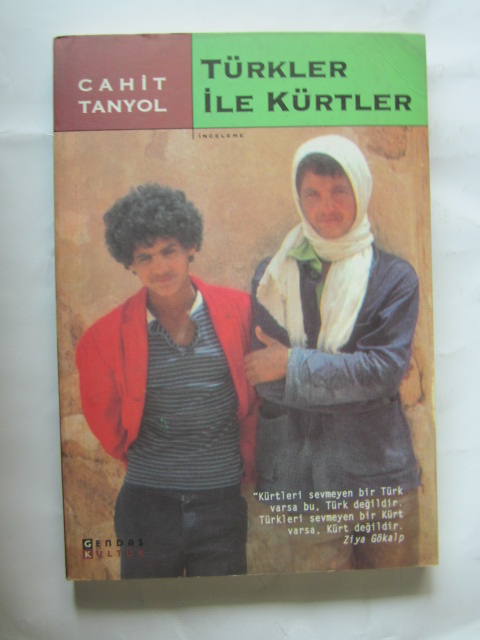 CAHİT
TANYOL
TÜRKLER
İLE KÜRTLER
İNCELEME
"Kürtleri sevmeyen bir Türk
varsa bu, Türk değildir.
Türkleri sevmeyen bir Kürt
varsa, Kürt değildir.
Ziya Gökalp
GENDAŞ
KÜLTÜR